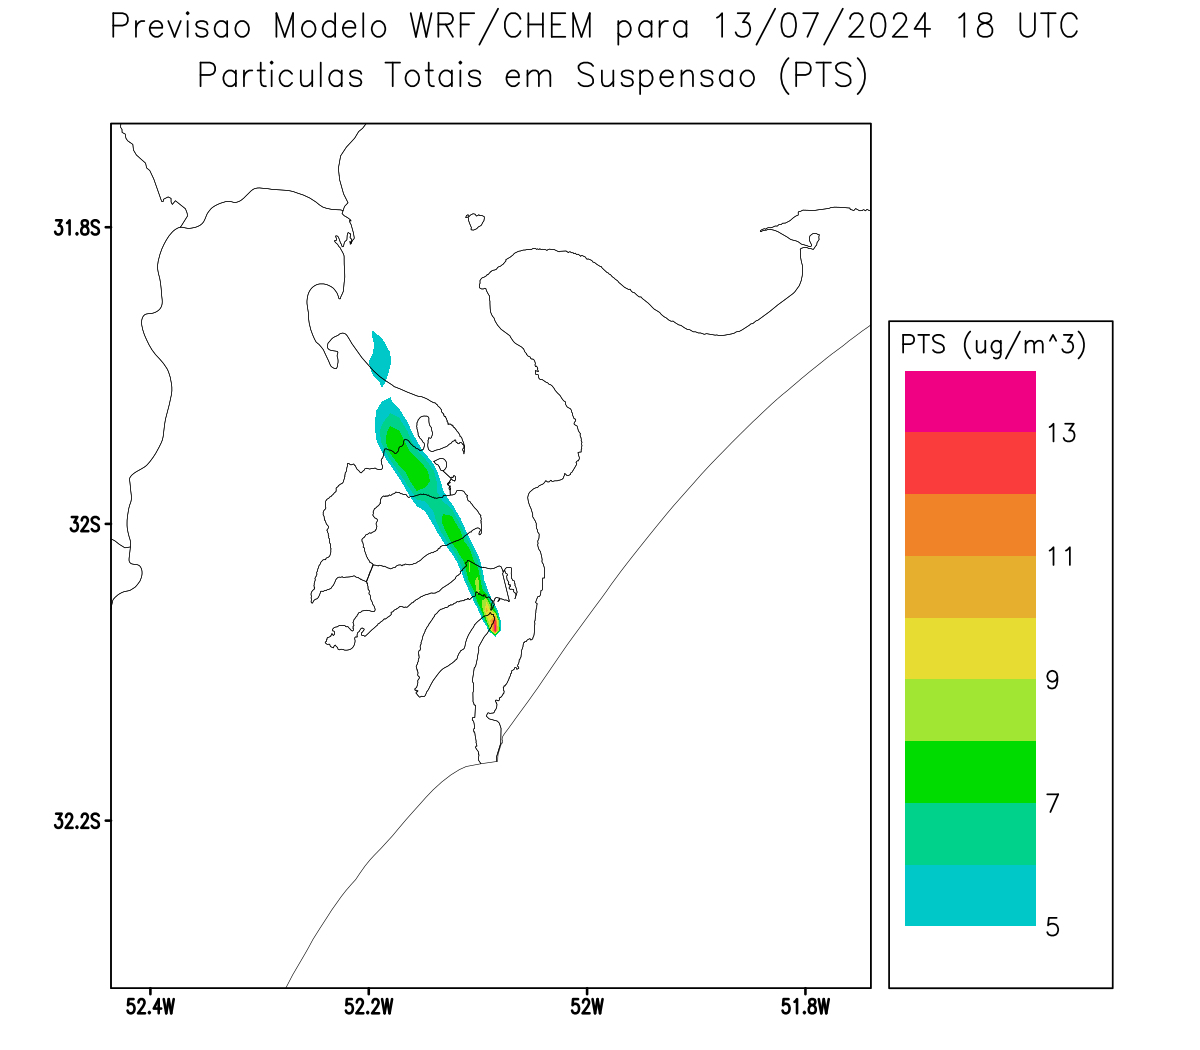 Previsao Modelo WRF/CHEM para 13/07/2024 18 UTC
Particulas Totais em Suspensao (PTS)
31.8S
32S
32.2S
52.4W 52.2W 52W 51.8W
PTS (ug/m^3)
13
11
9
7
5